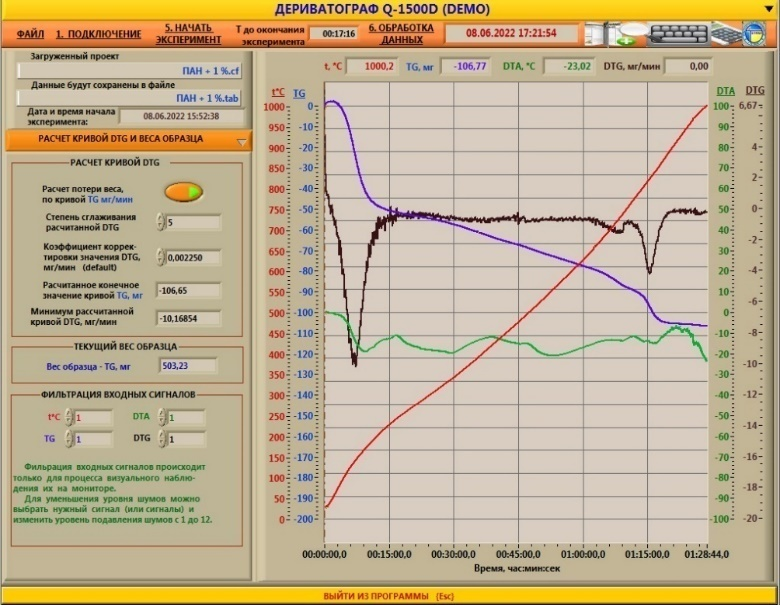 ДЕРИВАТОГРАФ Q-1500D (DEMO)
ФАЙЛ 1. ПОДКЛЮЧЕНИЕ 5. НАЧАТЬ ЭКСПЕРИМЕНТ Т до окончания эксперимента 00:17:16 6. ОБРАБОТКА ДАННЫХ 08.06.2022 17:21:54
Загруженный проект
ПАН + 1 %.cf
Данные будут сохранены в файле
ПАН + 1 %.tab
Дата и время начала
эксперимента: 08.06.2022 15:52:38
РАСЧЕТ КРИВОЙ DTG И ВЕСА ОБРАЗЦА
РАСЧЕТ КРИВОЙ DTG
Расчет потери веса,
по кривой TG мг/мин
Степень сглаживания
расчитанной DTG 5
Коэффициент коррек-
тировки значения DTG,
мг/мин (default) 0,002250
Расчитанное конечное
значение кривой TG, мг -106,65
Минимум рассчитанной
кривой DTG, мг/мин -10,16854
ТЕКУЩИЙ ВЕС ОБРАЗЦА
Вес образца - TG, мг 503,23
ФИЛЬТРАЦИЯ ВХОДНЫХ СИГНАЛОВ
t°C 1 DTA 1
TG 1 DTG 1
Фильрация входных сигналов происходит
только для процесса визуального наблю-
дения их на мониторе.
Для уменьшения уровня шумов можно
выбрать нужный сигнал (или сигналы) и
изменить уровень подавления шумов с 1 до 12.
t, °C 1000,2 TG, мг -106,77 DTA, °C -23,02 DTG, мг/мин 0,00
t°C TG DTA DTG
1000 0 100 6,67
950 -10 90
900 -20 80 4
850 -30 70
800 -40 60 2
750 -50 50 0
700 -60 40
650 -70 30 -2
600 -80 20
550 -90 10 -4
500 -100 0
450 -110 -10 -6
400 -120 -20 -8
350 -130 -30
300 -140 -40 -10
250 -150 -50 -12
200 -160 -60
150 -170 -70 -14
100 -180 -80 -16
50 -190 -90 -18
0 -200 -100 -20
00:00:00,0 00:15:00,0 00:30:00,0 00:45:00,0 01:00:00,0 01:15:00,0 01:28:44,0
Время, час:мин:сек
ВЫЙТИ ИЗ ПРОГРАММЫ (Esc)